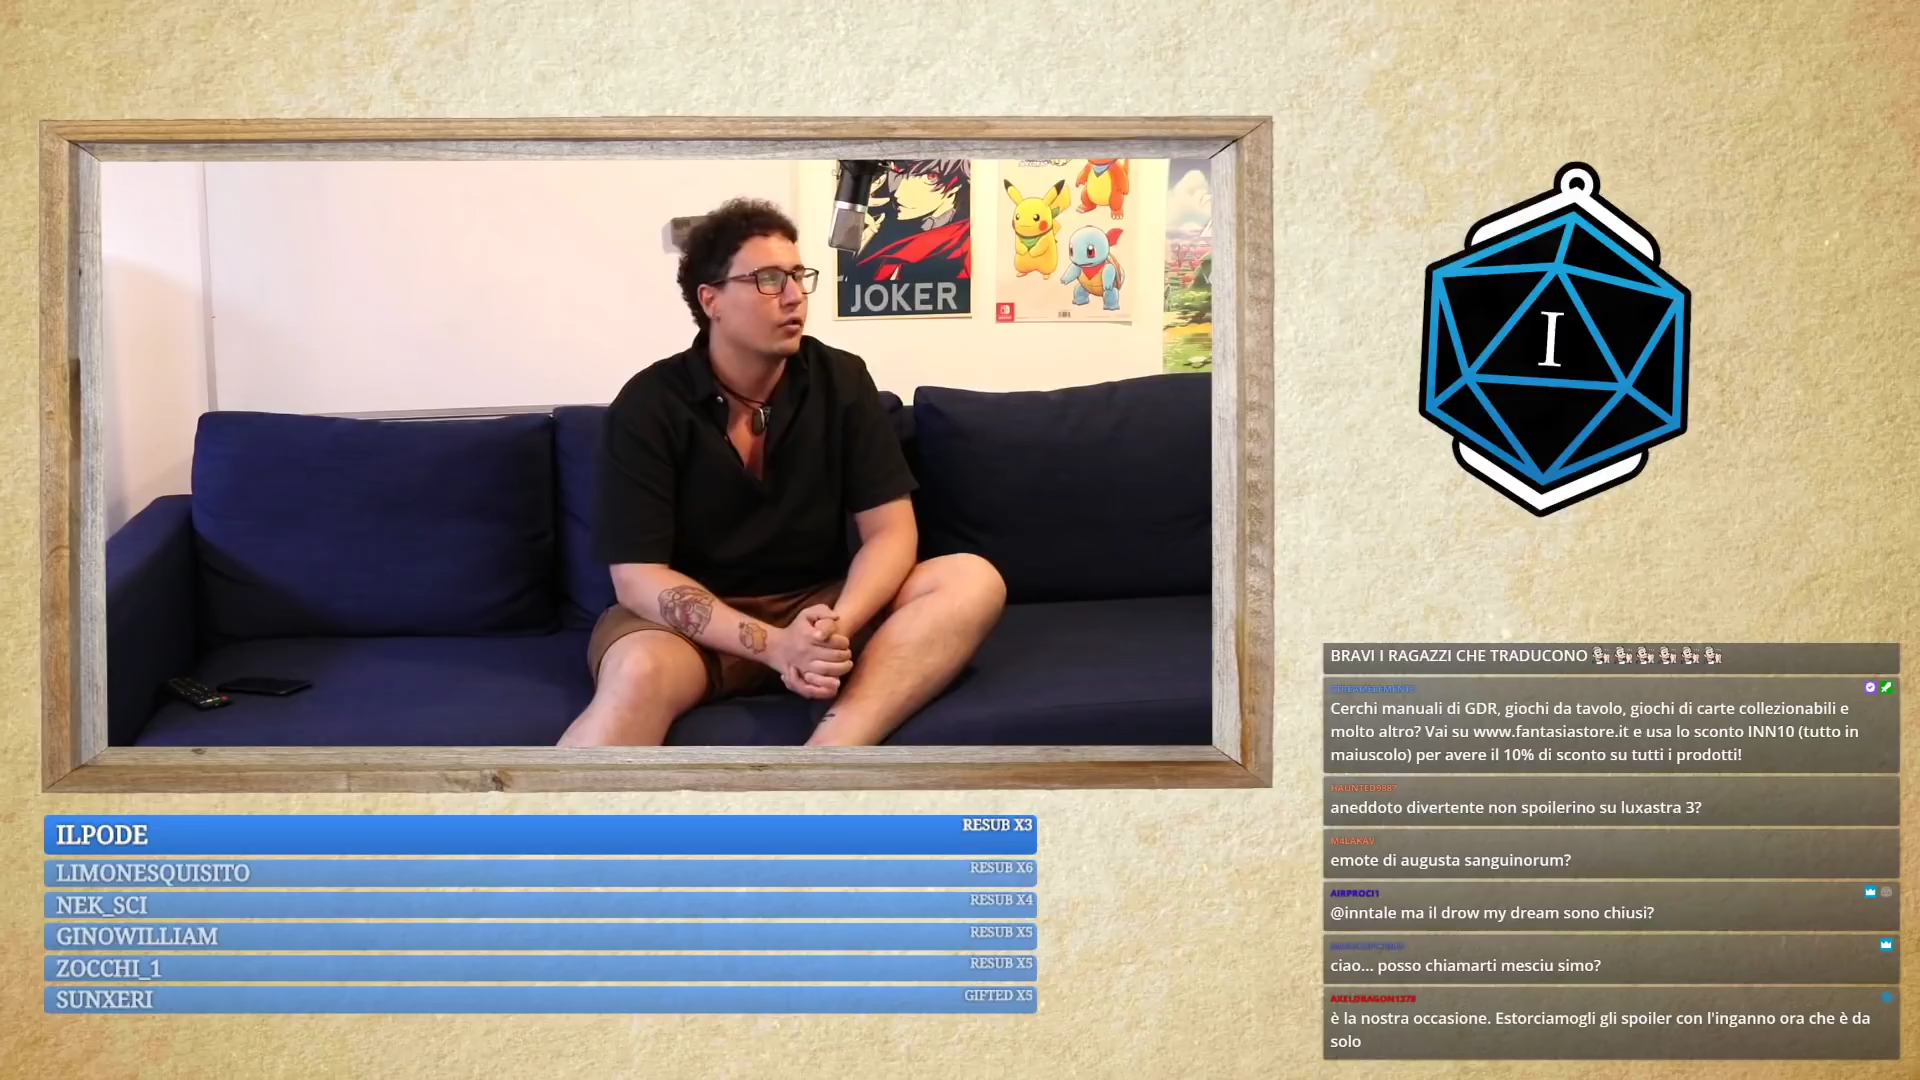 JOKER
I
BRAVI I RAGAZZI CHE TRADUCONO
STREAMELEMENTS
Cerchi manuali di GDR, giochi da tavolo, giochi di carte collezionabili e
molto altro? Vai su www.fantasiastore.it e usa lo sconto INN10 (tutto in
maiuscolo) per avere il 10% di sconto su tutti i prodotti!
HAUNTED9887
aneddoto divertente non spoilerino su luxastra 3?
M4LAKAV
emote di augusta sanguinorum?
AIRPROCI1
@inntale ma il drow my dream sono chiusi?
ciao... posso chiamarti mesciu simo?
AXELDRAGON1378
è la nostra occasione. Estorciamogli gli spoiler con l'inganno ora che è da
solo
ILPODE RESUB X3
LIMONESQUISITO RESUB X6
NEK_SCI RESUB X4
GINOWILLIAM RESUB X5
ZOCCHI_1 RESUB X5
SUNXERI GIFTED X5